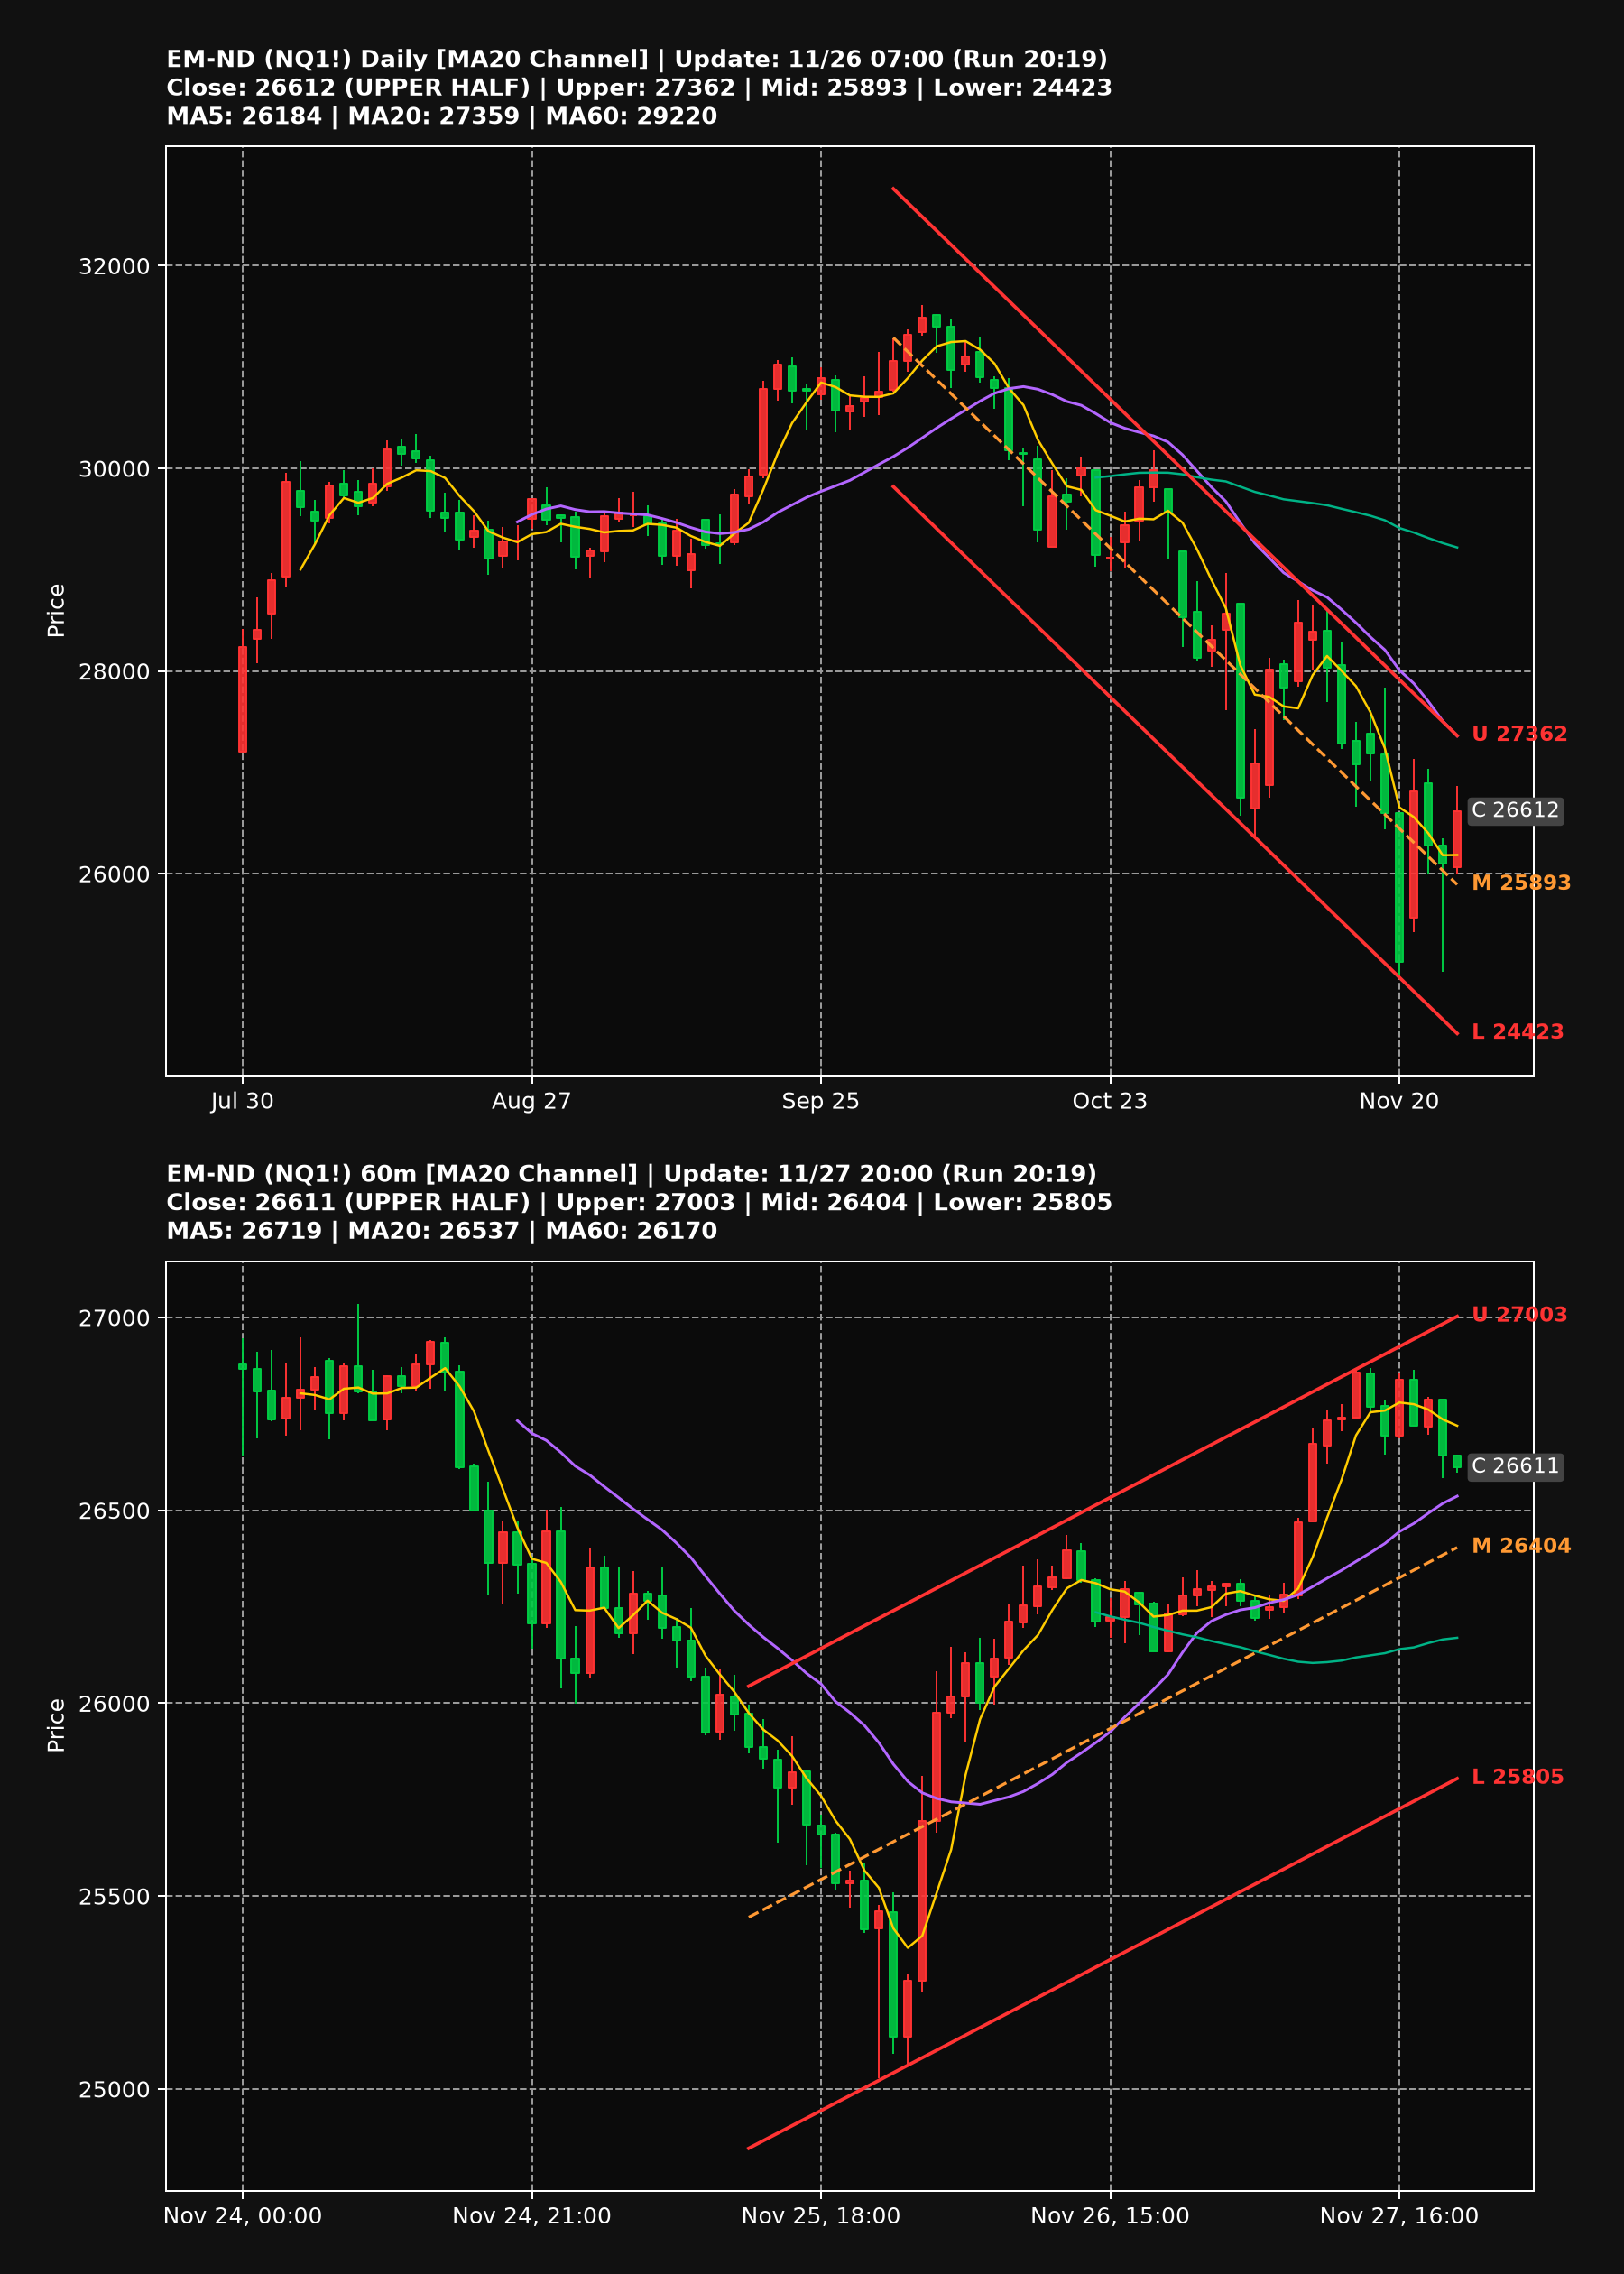 EM-ND (NQ1!) Daily [MA20 Channel] | Update: 11/26 07:00 (Run 20:19)
Close: 26612 (UPPER HALF) | Upper: 27362 | Mid: 25893 | Lower: 24423
MA5: 26184 | MA20: 27359 | MA60: 29220
32000
30000
28000
26000
Price
U 27362
C 26612
M 25893
L 24423
Jul 30
Aug 27
Sep 25
Oct 23
Nov 20
EM-ND (NQ1!) 60m [MA20 Channel] | Update: 11/27 20:00 (Run 20:19)
Close: 26611 (UPPER HALF) | Upper: 27003 | Mid: 26404 | Lower: 25805
MA5: 26719 | MA20: 26537 | MA60: 26170
27000
26500
26000
25500
25000
Price
U 27003
C 26611
M 26404
L 25805
Nov 24, 00:00
Nov 24, 21:00
Nov 25, 18:00
Nov 26, 15:00
Nov 27, 16:00